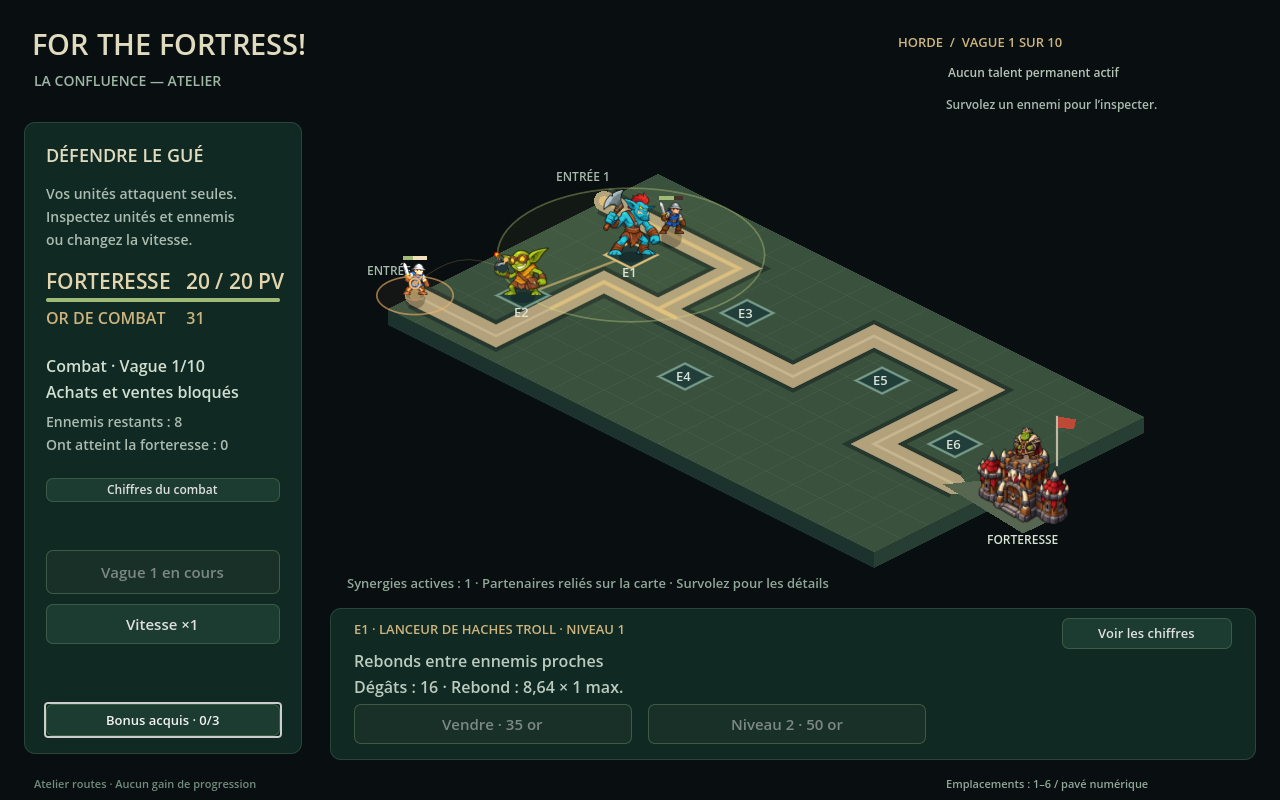 FOR THE FORTRESS!
LA CONFLUENCE — ATELIER
HORDE / VAGUE 1 SUR 10
Aucun talent permanent actif
Survolez un ennemi pour l’inspecter.
DÉFENDRE LE GUÉ
Vos unités attaquent seules.
Inspectez unités et ennemis
ou changez la vitesse.
FORTERESSE 20 / 20 PV
OR DE COMBAT 31
Combat · Vague 1/10
Achats et ventes bloqués
Ennemis restants : 8
Ont atteint la forteresse : 0
Chiffres du combat
Vague 1 en cours
Vitesse ×1
Bonus acquis · 0/3
ENTRÉE 1
ENTRÉE
E1
E2
E3
E4
E5
E6
FORTERESSE
Synergies actives : 1 · Partenaires reliés sur la carte · Survolez pour les détails
E1 · LANCEUR DE HACHES TROLL · NIVEAU 1
Voir les chiffres
Rebonds entre ennemis proches
Dégâts : 16 · Rebond : 8,64 × 1 max.
Vendre · 35 or
Niveau 2 · 50 or
Atelier routes · Aucun gain de progression
Emplacements : 1–6 / pavé numérique